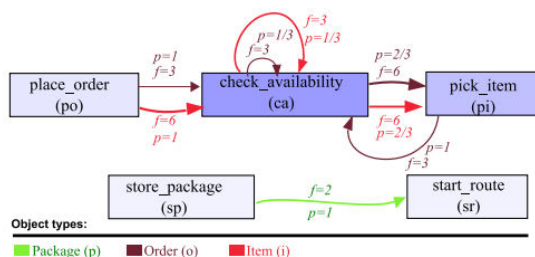 f=3
p=1/3
p=1/3
f=3
p=1
f=3
p=2/3
f=6
place_order
(po)
check_availability
(ca)
pick_item
(pi)
f=6
p=1
f=6
p=2/3
p=1
f=3
store_package
(sp)
f=2
p=1
start_route
(sr)
Object types:
Package (p) Order (o) Item (i)